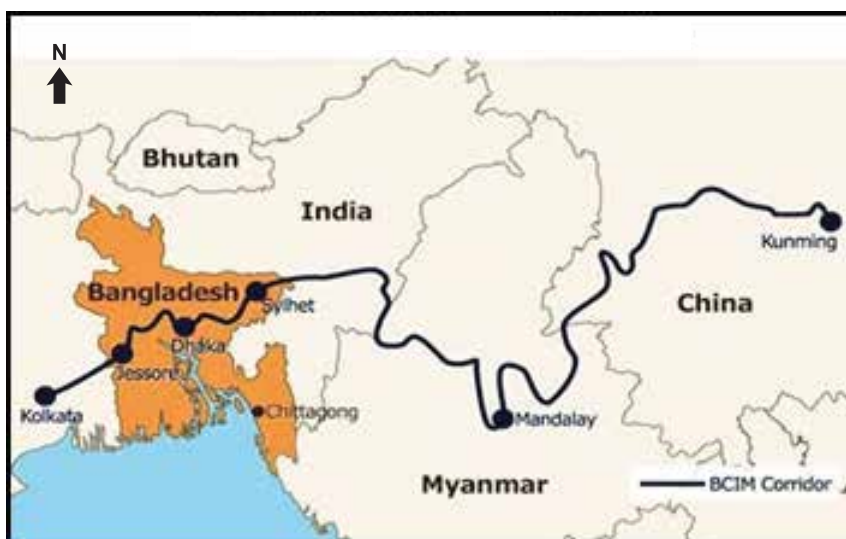 N
Bhutan
India
Kunming
Bangladesh
Sylhet
China
Dhaka
Jessore
Kolkata
Chittagong
Mandalay
Myanmar
BCIM Corridor